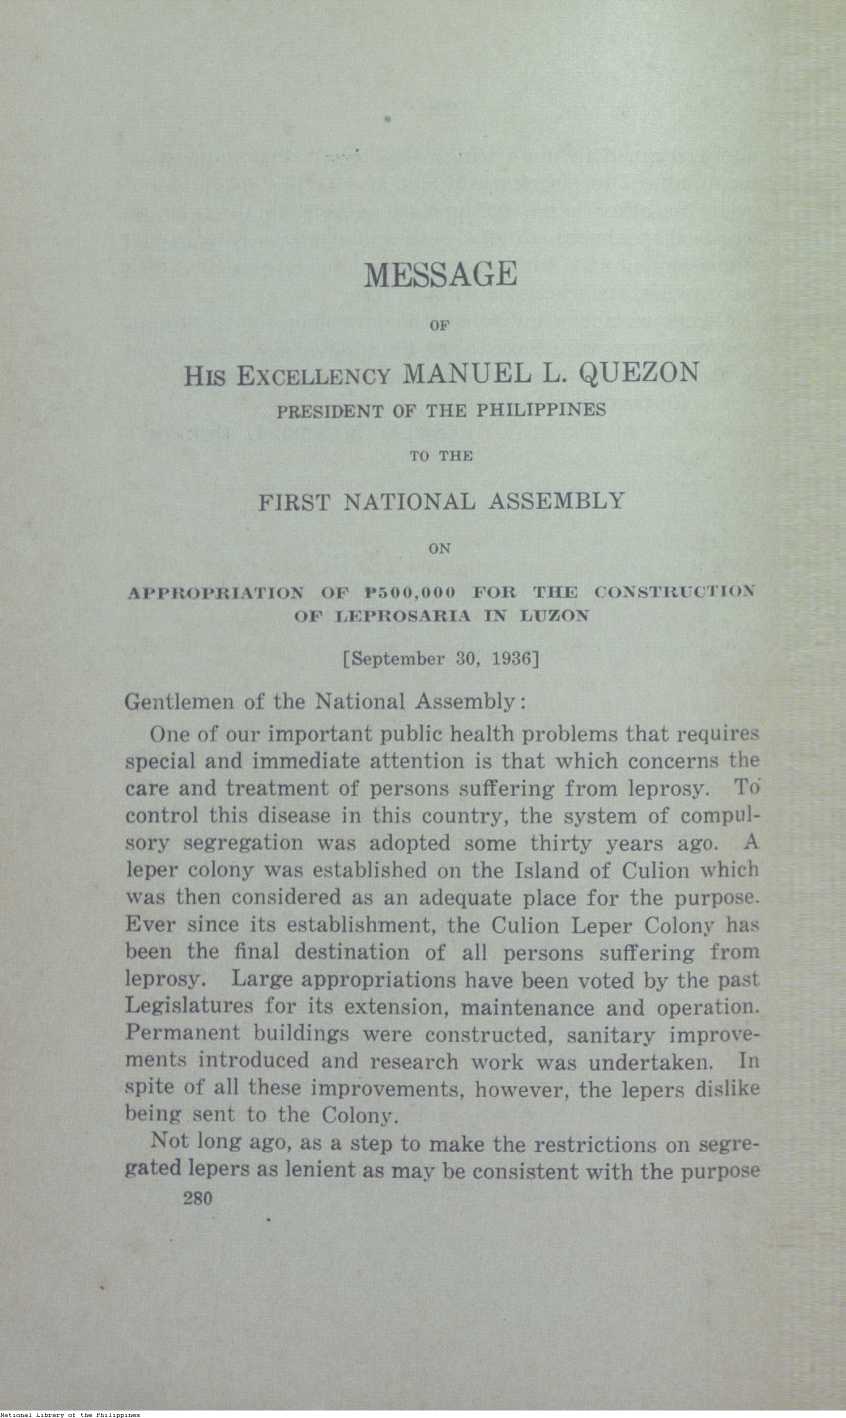 MESSAGE
OF
HIS EXCELLENCY MANUEL L. QUEZON
PRESIDENT OF THE PHILIPPINES
TO THE
FIRST NATIONAL ASSEMBLY
ON
APPROPRIATION OF ₱500,000 FOR THE CONSTRUCTION
OF LEPROSARIA IN LUZON
[September 30, 1936]
Gentlemen of the National Assembly:
One of our important public health problems that requires
special and immediate attention is that which concerns the
care and treatment of persons suffering from leprosy. To
control this disease in this country, the system of compul-
sory segregation was adopted some thirty years ago. A
leper colony was established on the Island of Culion which
was then considered as an adequate place for the purpose.
Ever since its establishment, the Culion Leper Colony has
been the final destination of all persons suffering from
leprosy. Large appropriations have been voted by the past
Legislatures for its extension, maintenance and operation.
Permanent buildings were constructed, sanitary improve-
ments introduced and research work was undertaken. In
spite of all these improvements, however, the lepers dislike
being sent to the Colony.
Not long ago, as a step to make the restrictions on segre-
gated lepers as lenient as may be consistent with the purpose
280
National Library of the Philippines